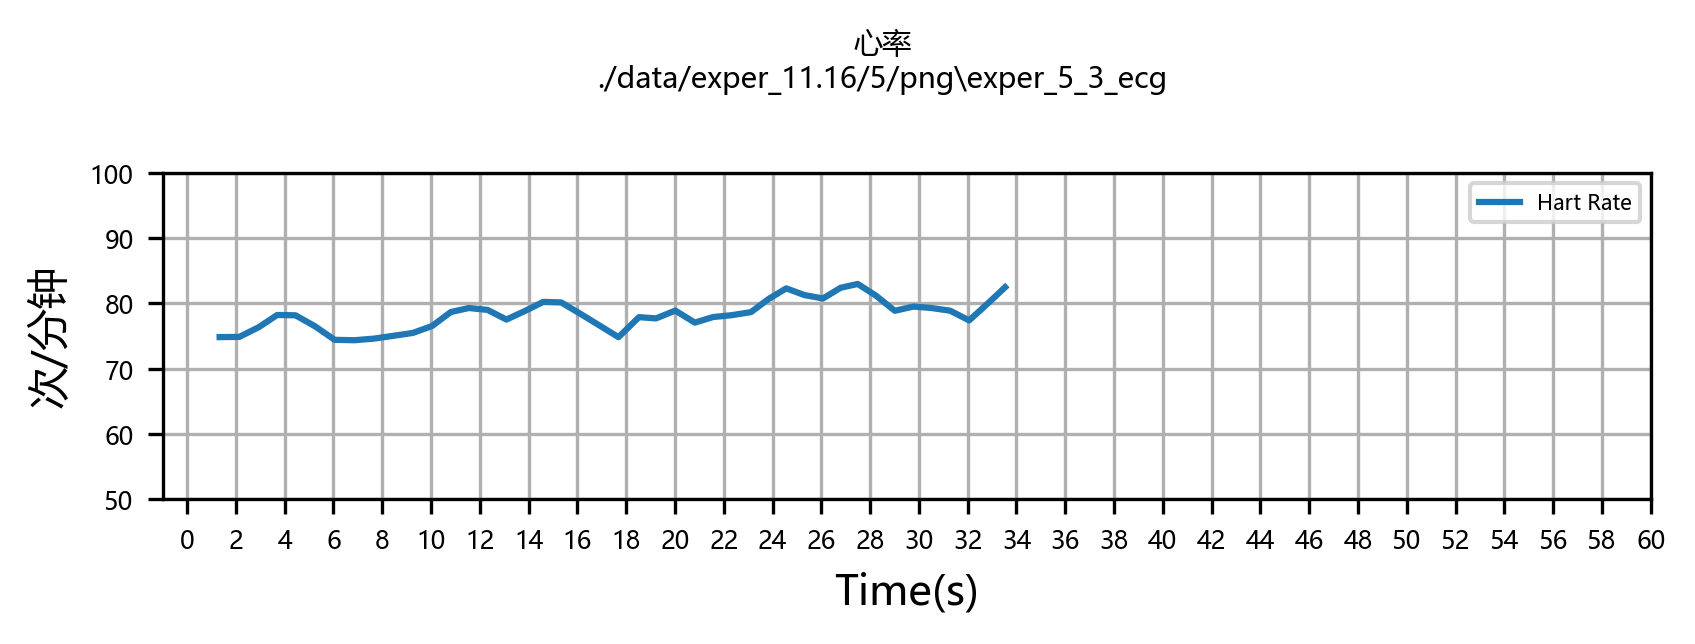 心率
./data/exper_11.16/5/png\exper_5_3_ecg
100
90
80
70
60
50
次/分钟
Hart Rate
0 2 4 6 8 10 12 14 16 18 20 22 24 26 28 30 32 34 36 38 40 42 44 46 48 50 52 54 56 58 60
Time(s)